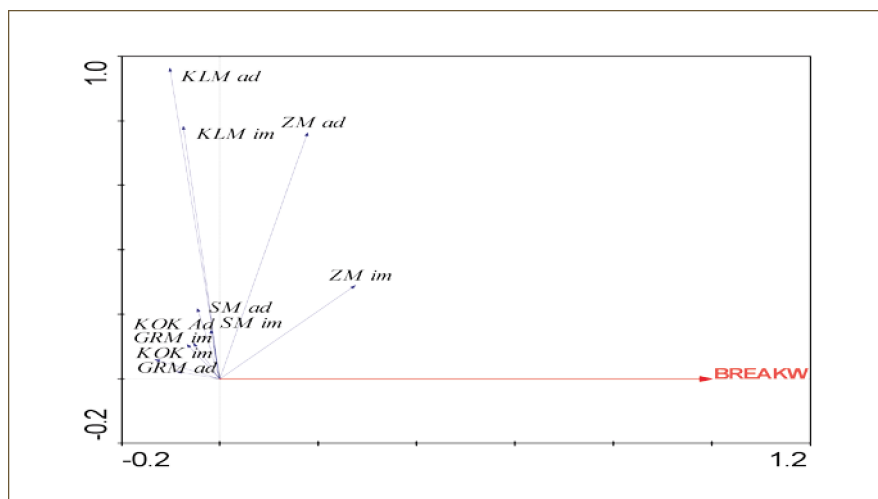 1.0
KLM ad
KLM im
ZM ad
ZM im
SM ad
KOK Ad
SM im
GRM im
KOK im
GRM ad
BREAKW
-0.2
-0.2
1.2